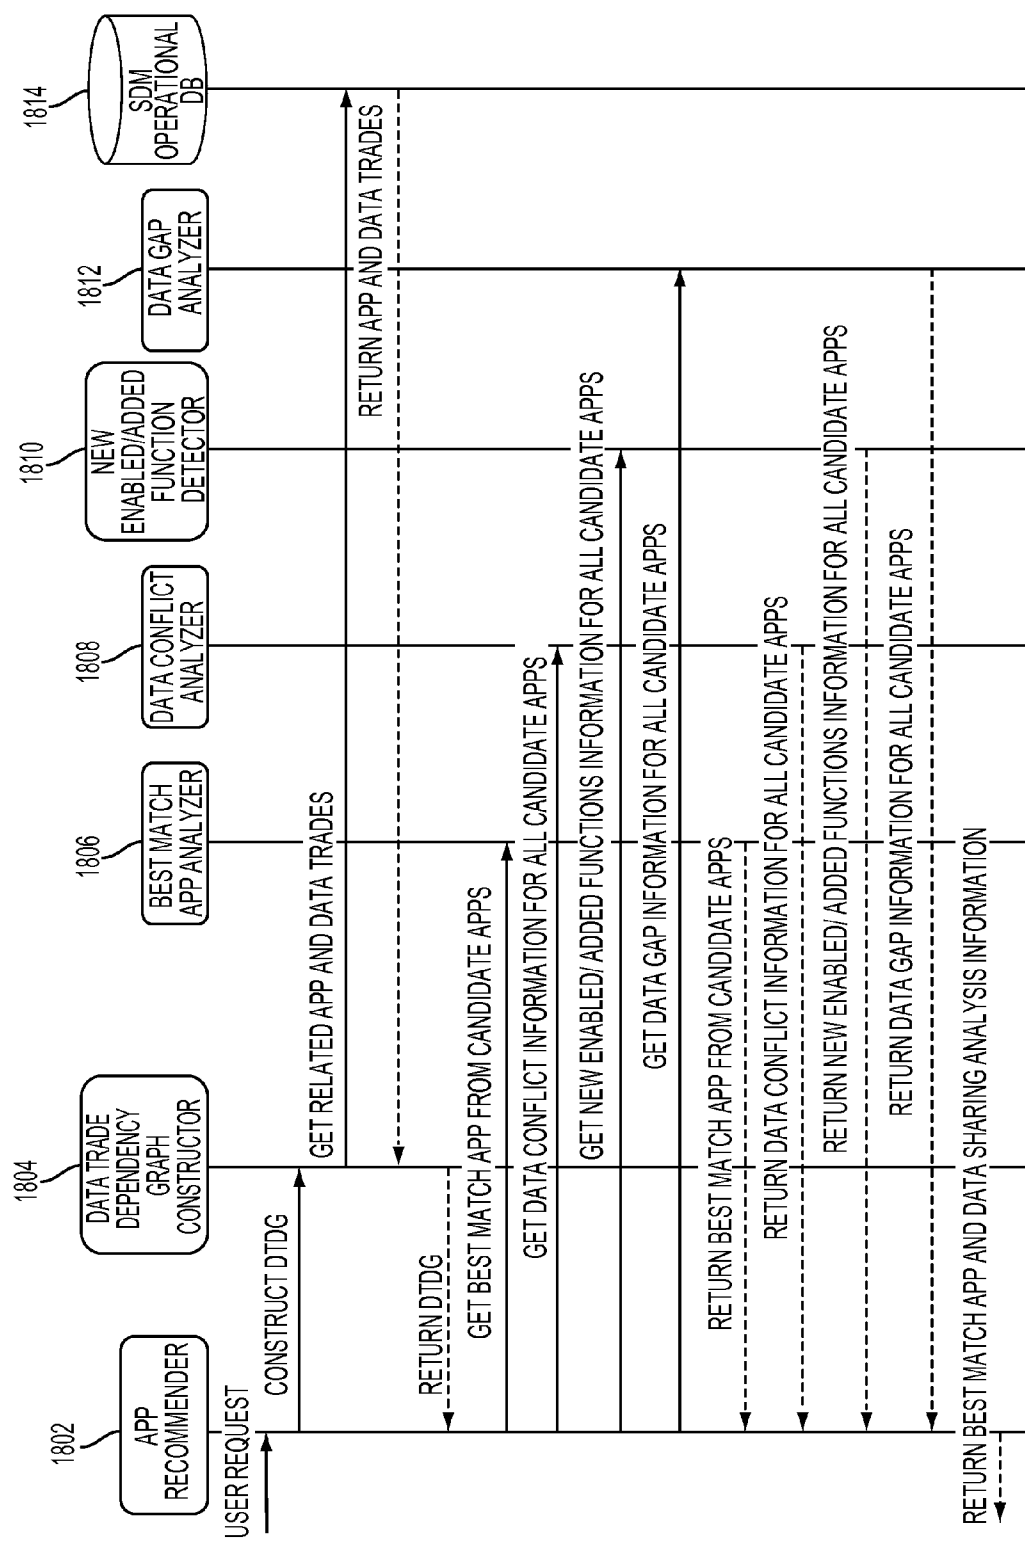 1802
APP
RECOMMENDER
1804
DATA TRADE
DEPENDENCY
GRAPH
CONSTRUCTOR
1806
BEST MATCH
APP ANALYZER
1808
DATA CONFLICT
ANALYZER
1810
NEW
ENABLED/ADDED
FUNCTION
DETECTOR
1812
DATA GAP
ANALYZER
1814
SDM
OPERATIONAL
DB
USER REQUEST
CONSTRUCT DTDG
GET RELATED APP AND DATA TRADES
RETURN APP AND DATA TRADES
RETURN DTDG
GET BEST MATCH APP FROM CANDIDATE APPS
GET DATA CONFLICT INFORMATION FOR ALL CANDIDATE APPS
GET NEW ENABLED/ ADDED FUNCTIONS INFORMATION FOR ALL CANDIDATE APPS
GET DATA GAP INFORMATION FOR ALL CANDIDATE APPS
RETURN BEST MATCH APP FROM CANDIDATE APPS
RETURN DATA CONFLICT INFORMATION FOR ALL CANDIDATE APPS
RETURN NEW ENABLED/ ADDED FUNCTIONS INFORMATION FOR ALL CANDIDATE APPS
RETURN DATA GAP INFORMATION FOR ALL CANDIDATE APPS
RETURN BEST MATCH APP AND DATA SHARING ANALYSIS INFORMATION